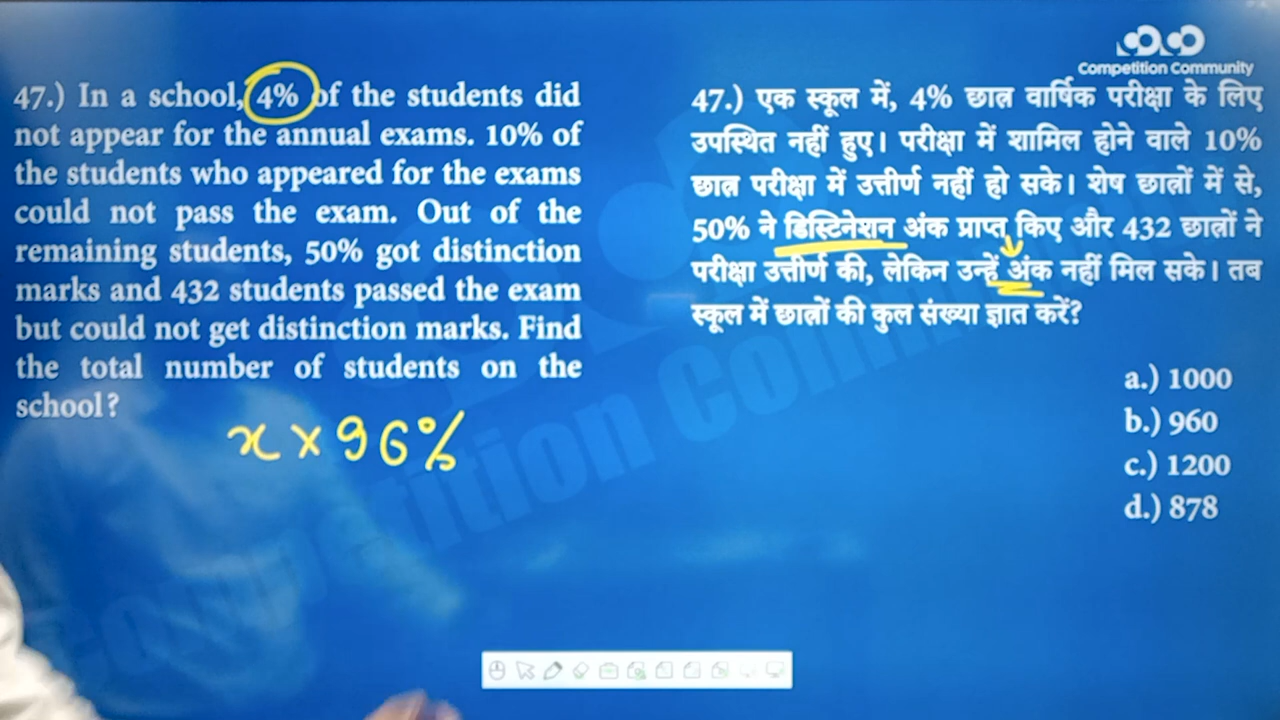 Competition Community
47.) In a school, 4% of the students did
not appear for the annual exams. 10% of
the students who appeared for the exams
could not pass the exam. Out of the
remaining students, 50% got distinction
marks and 432 students passed the exam
but could not get distinction marks. Find
the total number of students on the
school?
x × 96%
47.) एक स्कूल में, 4% छात्र वार्षिक परीक्षा के लिए
उपस्थित नहीं हुए। परीक्षा में शामिल होने वाले 10%
छात्र परीक्षा में उत्तीर्ण नहीं हो सके। शेष छात्रों में से,
50% ने डिस्टिनेशन अंक प्राप्त किए और 432 छात्रों ने
परीक्षा उत्तीर्ण की, लेकिन उन्हें अंक नहीं मिल सके। तब
स्कूल में छात्रों की कुल संख्या ज्ञात करें?
a.) 1000
b.) 960
c.) 1200
d.) 878
Competition Community